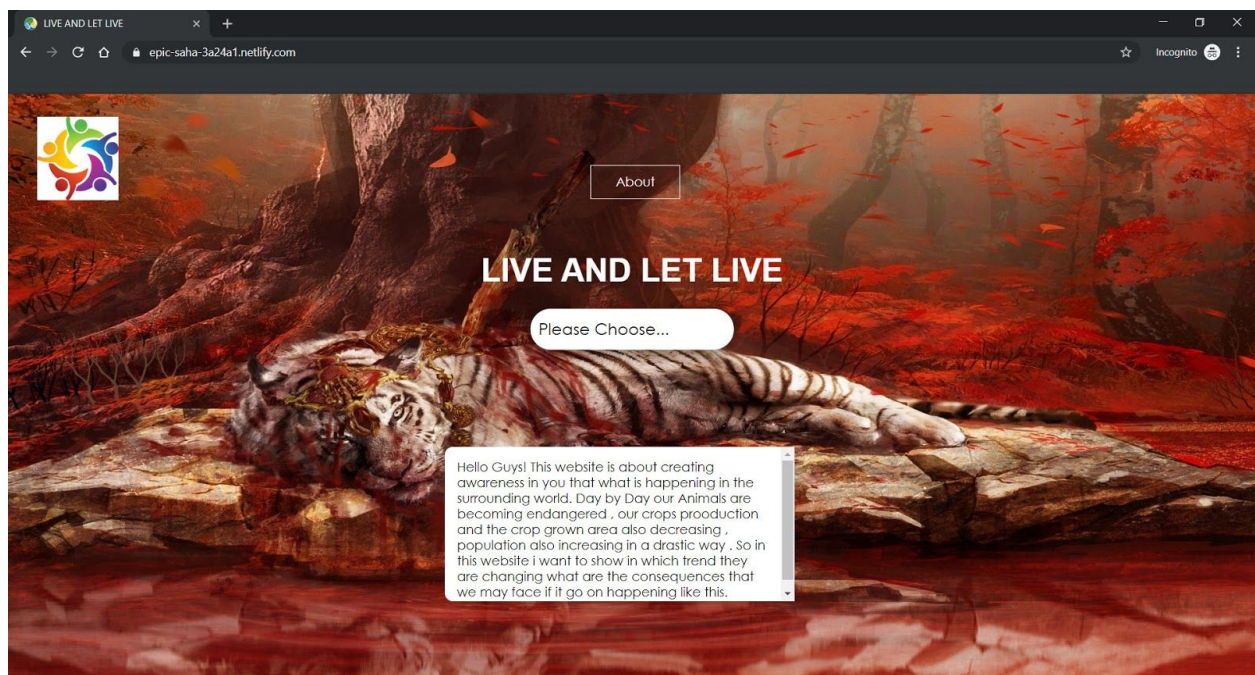 LIVE AND LET LIVE
epic-saha-3a24a1.netlify.com
Incognito
About
LIVE AND LET LIVE
Please Choose...
Hello Guys! This website is about creating
awareness in you that what is happening in the
surrounding world. Day by Day our Animals are
becoming endangered , our crops prooduction
and the crop grown area also decreasing ,
population also increasing in a drastic way . So in
this website i want to show in which trend they
are changing what are the consequences that
we may face if it go on happening like this.